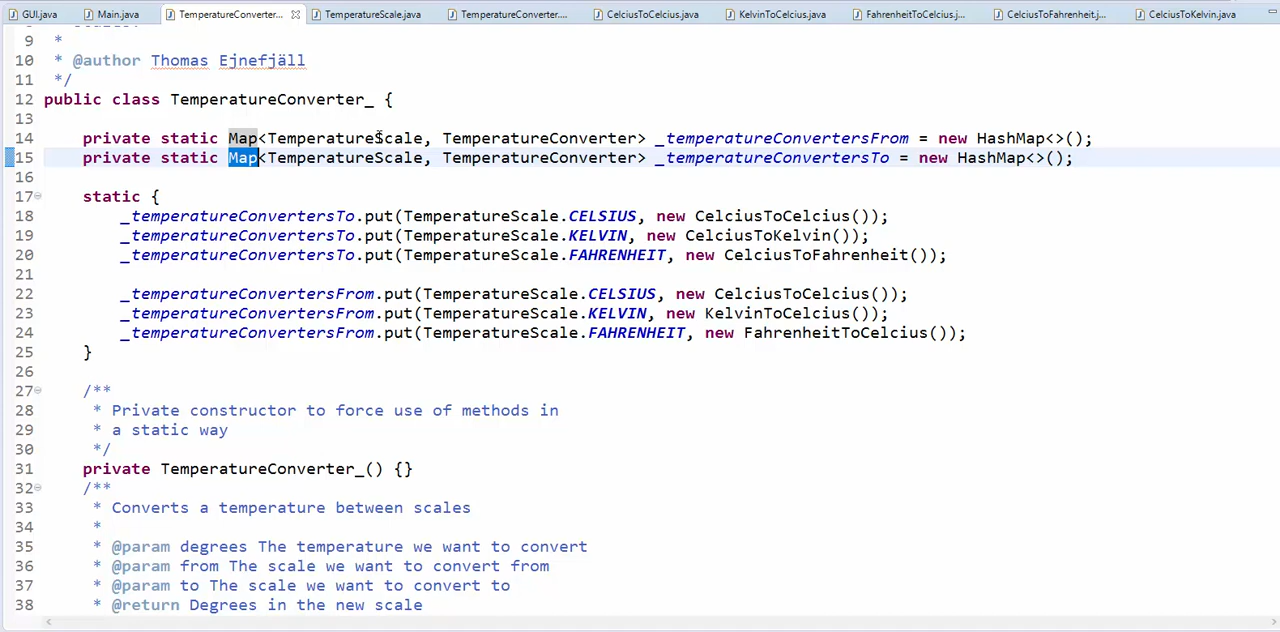 GUI.java Main.java TemperatureConverter... TemperatureScale.java TemperatureConverter.... CelciusToCelcius.java KelvinToCelcius.java FahrenheitToCelcius.j... CelciusToFahrenheit.j... CelciusToKelvin.java
9 *
10 * @author Thomas Ejnefjäll
11 */
12 public class TemperatureConverter_ {
13
14 private static Map<TemperatureScale, TemperatureConverter> _temperatureConvertersFrom = new HashMap<>();
15 private static Map<TemperatureScale, TemperatureConverter> _temperatureConvertersTo = new HashMap<>();
16
17 static {
18 _temperatureConvertersTo.put(TemperatureScale.CELSIUS, new CelciusToCelcius());
19 _temperatureConvertersTo.put(TemperatureScale.KELVIN, new CelciusToKelvin());
20 _temperatureConvertersTo.put(TemperatureScale.FAHRENHEIT, new CelciusToFahrenheit());
21
22 _temperatureConvertersFrom.put(TemperatureScale.CELSIUS, new CelciusToCelcius());
23 _temperatureConvertersFrom.put(TemperatureScale.KELVIN, new KelvinToCelcius());
24 _temperatureConvertersFrom.put(TemperatureScale.FAHRENHEIT, new FahrenheitToCelcius());
25 }
26
27 /**
28 * Private constructor to force use of methods in
29 * a static way
30 */
31 private TemperatureConverter_() {}
32 /**
33 * Converts a temperature between scales
34 *
35 * @param degrees The temperature we want to convert
36 * @param from The scale we want to convert from
37 * @param to The scale we want to convert to
38 * @return Degrees in the new scale